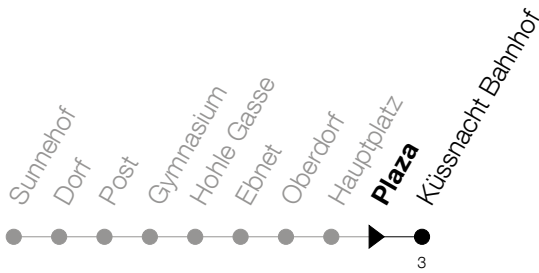 Sunnehof
Dorf
Post
Gymnasium
Hohle Gasse
Ebnet
Oberdorf
Hauptplatz
Plaza
Küssnacht Bahnhof
3